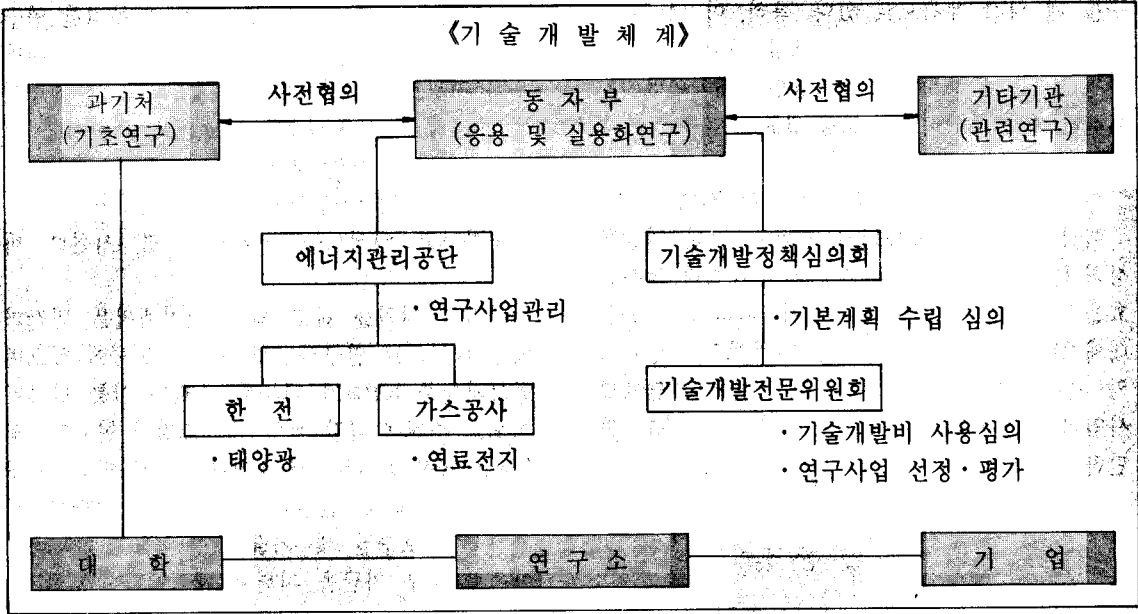 《기 술 개 발 체 계》
과기처
(기초연구)
사전협의
동 자 부
(응용 및 실용화연구)
사전협의
기타기관
(관련연구)
에너지관리공단
· 연구사업관리
기술개발정책심의회
· 기본계획 수립 심의
한 전
· 태양광
가스공사
· 연료전지
기술개발전문위원회
· 기술개발비 사용심의
· 연구사업 선정 · 평가
대 학
연 구 소
기 업